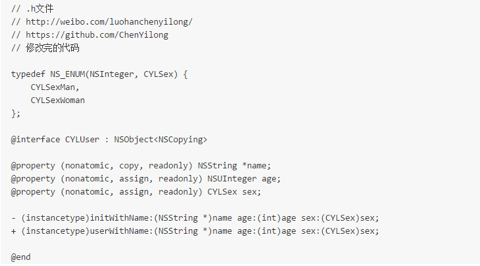 // .h文件
// http://weibo.com/luohanchenyilong/
// https://github.com/ChenYilong
// 修改完的代码
typedef NS_ENUM(NSInteger, CYLSex) {
    CYLSexMan,
    CYLSexWoman
};
@interface CYLUser : NSObject<NSCopying>
@property (nonatomic, copy, readonly) NSString *name;
@property (nonatomic, assign, readonly) NSUInteger age;
@property (nonatomic, assign, readonly) CYLSex sex;
- (instancetype)initWithName:(NSString *)name age:(int)age sex:(CYLSex)sex;
+ (instancetype)userWithName:(NSString *)name age:(int)age sex:(CYLSex)sex;
@end